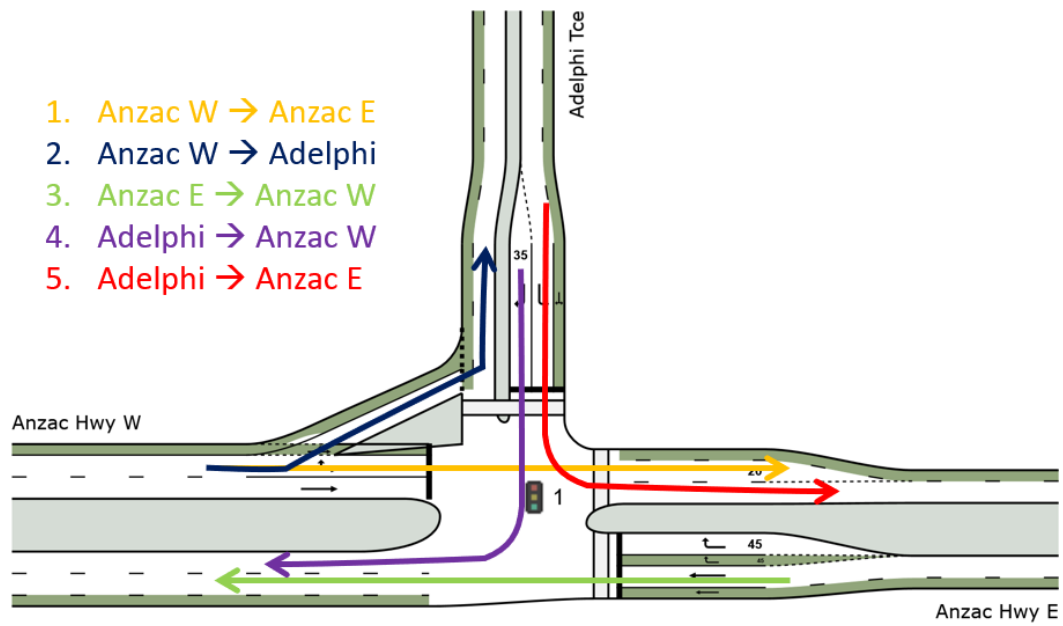 Adelphi Tce
1. Anzac W → Anzac E
2. Anzac W → Adelphi
3. Anzac E → Anzac W
4. Adelphi → Anzac W
5. Adelphi → Anzac E
35
Anzac Hwy W
20
1
45
45
Anzac Hwy E